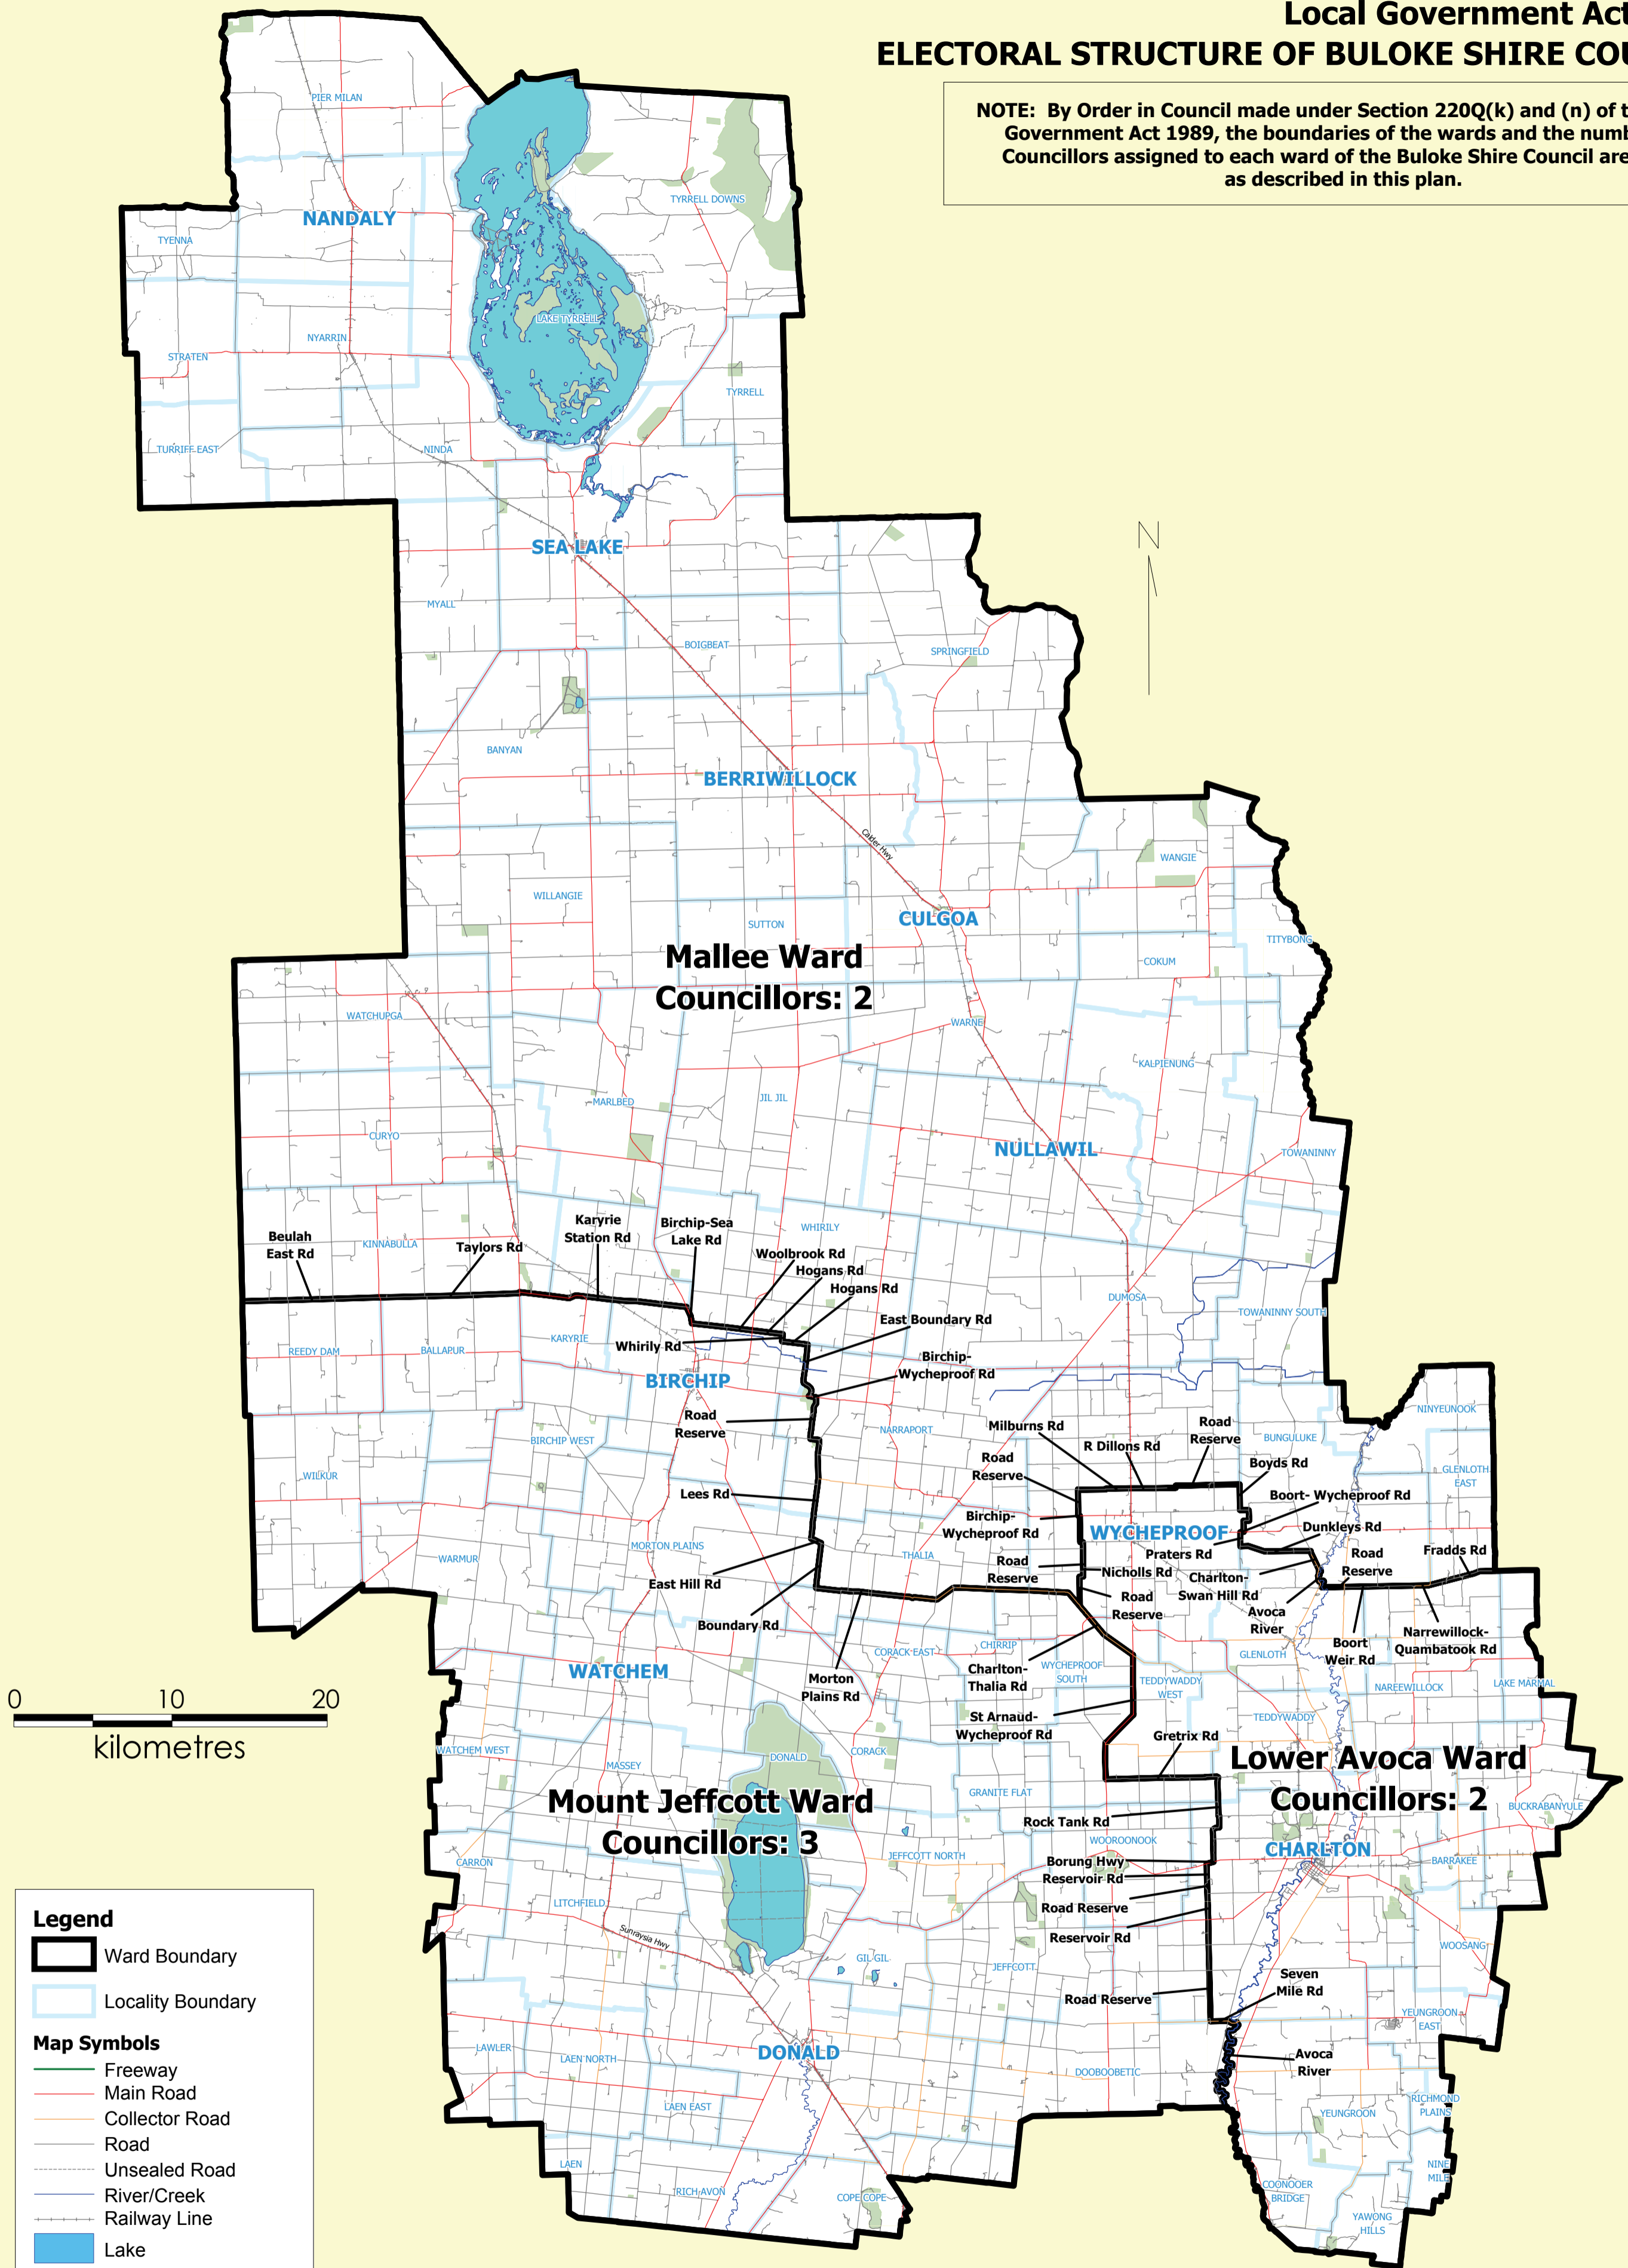 Local Government Act
ELECTORAL STRUCTURE OF BULOKE SHIRE COU
NOTE: By Order in Council made under Section 220Q(k) and (n) of t
Government Act 1989, the boundaries of the wards and the numb
Councillors assigned to each ward of the Buloke Shire Council are
as described in this plan.
PIER MILAN
TYRRELL DOWNS
NANDALY
TYENNA
LAKE TYRRELL
NYARRIN
STRATEN
TYRRELL
TURRIFF EAST
NINDA
N
SEA LAKE
MYALL
BOIGBEAT
SPRINGFIELD
BANYAN
BERRIWILLOCK
Calder Hwy
WANGIE
WILLANGIE
SUTTON
CULGOA
TITYBONG
Mallee Ward
Councillors: 2
COKUM
WATCHUPGA
WARNE
KALPIENUNG
MARLBED
JIL JIL
CURYO
NULLAWIL
TOWANINNY
Beulah
East Rd
KINNABULLA
Taylors Rd
Karyrie
Station Rd
Birchip-Sea
Lake Rd
WHIRILY
Woolbrook Rd
Hogans Rd
Hogans Rd
DUMOSA
TOWANINNY SOUTH
East Boundary Rd
KARYRIE
Whirily Rd
REEDY DAM
BALLAPUR
Birchip-
Wycheproof Rd
BIRCHIP
Road
Reserve
NARRAPORT
Milburns Rd
Road
Reserve
NINYEUNOOK
BIRCHIP WEST
R Dillons Rd
BUNGULUKE
Road
Reserve
Boyds Rd
GLENLOTH
EAST
WILKUR
Lees Rd
Boort- Wycheproof Rd
Birchip-
Wycheproof Rd
WYCHEPROOF
Dunkleys Rd
MORTON PLAINS
THALIA
Praters Rd
Road
Reserve
Fradds Rd
WARMUR
Road
Reserve
Nicholls Rd
Charlton-
Swan Hill Rd
East Hill Rd
Road
Reserve
Avoca
River
Boundary Rd
Boort
Weir Rd
Narrewillock-
Quambatook Rd
CHIRRIP
CORACK EAST
GLENLOTH
WATCHEM
Morton
Plains Rd
Charlton-
Thalia Rd
WYCHEPROOF
SOUTH
TEDDYWADDY
WEST
NAREEWILLOCK
LAKE MARMAL
0 10 20
kilometres
St Arnaud-
Wycheproof Rd
TEDDYWADDY
Gretrix Rd
WATCHEM WEST
MASSEY
DONALD
CORACK
Lower Avoca Ward
Councillors: 2
GRANITE FLAT
Mount Jeffcott Ward
Councillors: 3
BUCKRABANYULE
Rock Tank Rd
WOOROONOOK
CHARLTON
JEFFCOTT NORTH
CARRON
Borung Hwy
Reservoir Rd
BARRAKEE
LITCHFIELD
Road Reserve
Sunraysia Hwy
Reservoir Rd
WOOSANG
GIL GIL
JEFFCOTT
Seven
Mile Rd
Road Reserve
YEUNGROON
EAST
LAWLER
LAEN NORTH
DONALD
Avoca
River
DOOBOOBETIC
LAEN EAST
RICHMOND
PLAINS
YEUNGROON
LAEN
NINE
MILE
RICH AVON
COPE COPE
COONOOER
BRIDGE
YAWONG
HILLS
Legend
Ward Boundary
Locality Boundary
Map Symbols
Freeway
Main Road
Collector Road
Road
Unsealed Road
River/Creek
Railway Line
Lake